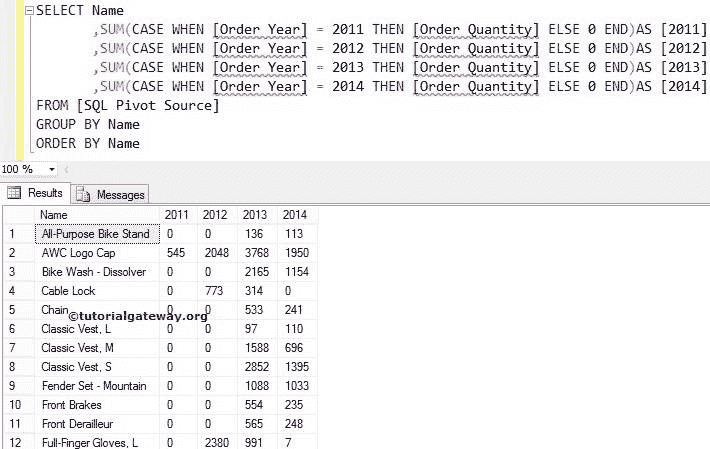 SELECT Name
,SUM(CASE WHEN [Order Year] = 2011 THEN [Order Quantity] ELSE 0 END)AS [2011]
,SUM(CASE WHEN [Order Year] = 2012 THEN [Order Quantity] ELSE 0 END)AS [2012]
,SUM(CASE WHEN [Order Year] = 2013 THEN [Order Quantity] ELSE 0 END)AS [2013]
,SUM(CASE WHEN [Order Year] = 2014 THEN [Order Quantity] ELSE 0 END)AS [2014]
FROM [SQL Pivot Source]
GROUP BY Name
ORDER BY Name
100 %
Results Messages
Name 2011 2012 2013 2014
1 All-Purpose Bike Stand 0 0 136 113
2 AWC Logo Cap 545 2048 3768 1950
3 Bike Wash - Dissolver 0 0 2165 1154
4 Cable Lock 0 773 314 0
5 Chain 0 0 533 241
©tutorialgateway.org
6 Classic Vest, L 0 0 97 110
7 Classic Vest, M 0 0 1588 696
8 Classic Vest, S 0 0 2852 1395
9 Fender Set - Mountain 0 0 1088 1033
10 Front Brakes 0 0 554 235
11 Front Derailleur 0 0 565 248
12 Full-Finger Gloves, L 0 2380 991 7